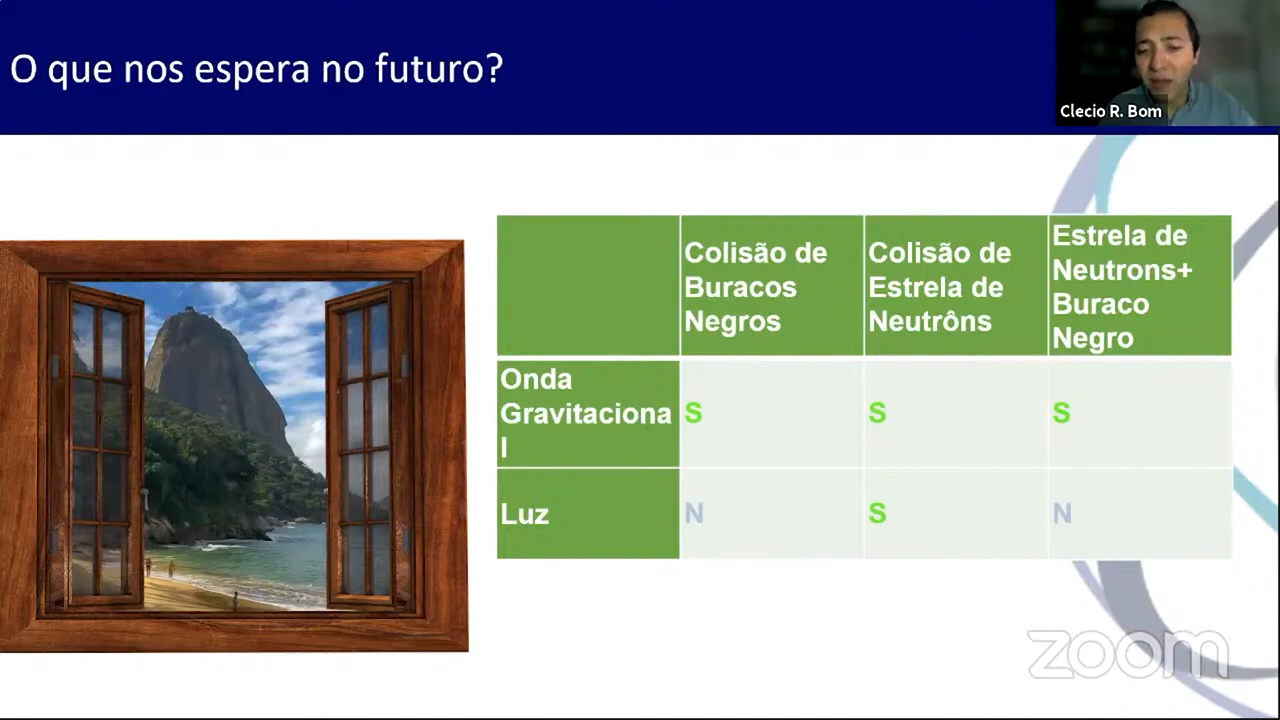 O que nos espera no futuro?
Clecio R. Bom
Colisão de
Buracos
Negros
Colisão de
Estrela de
Neutrôns
Estrela de
Neutrons+
Buraco
Negro
Onda
Gravitaciona
l
S
S
S
Luz
N
S
N
zoom